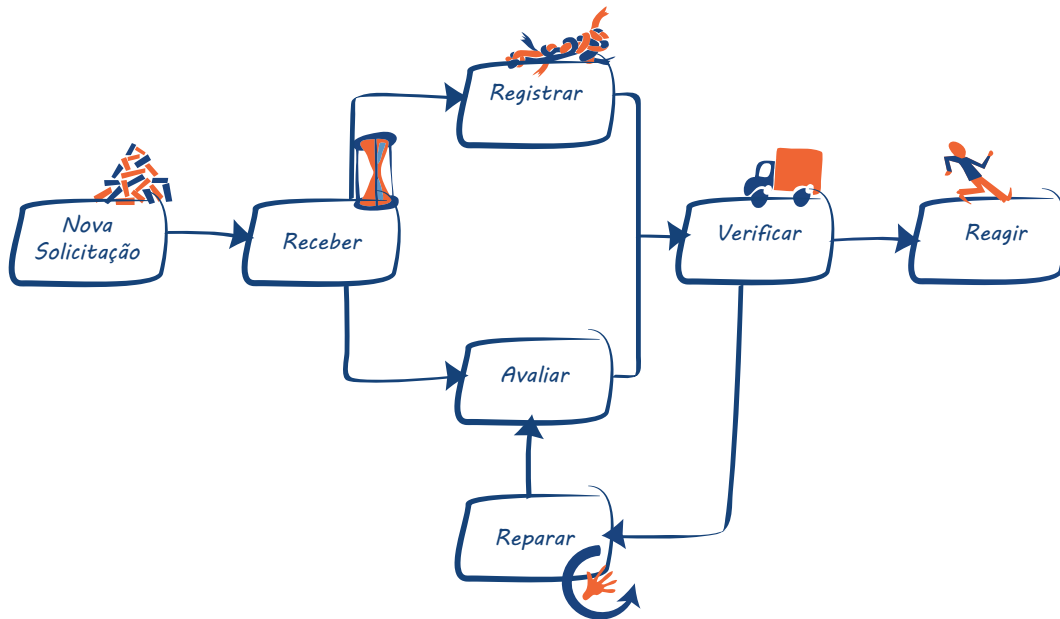 Registrar
Nova
Solicitação
Receber
Verificar
Reagir
Avaliar
Reparar